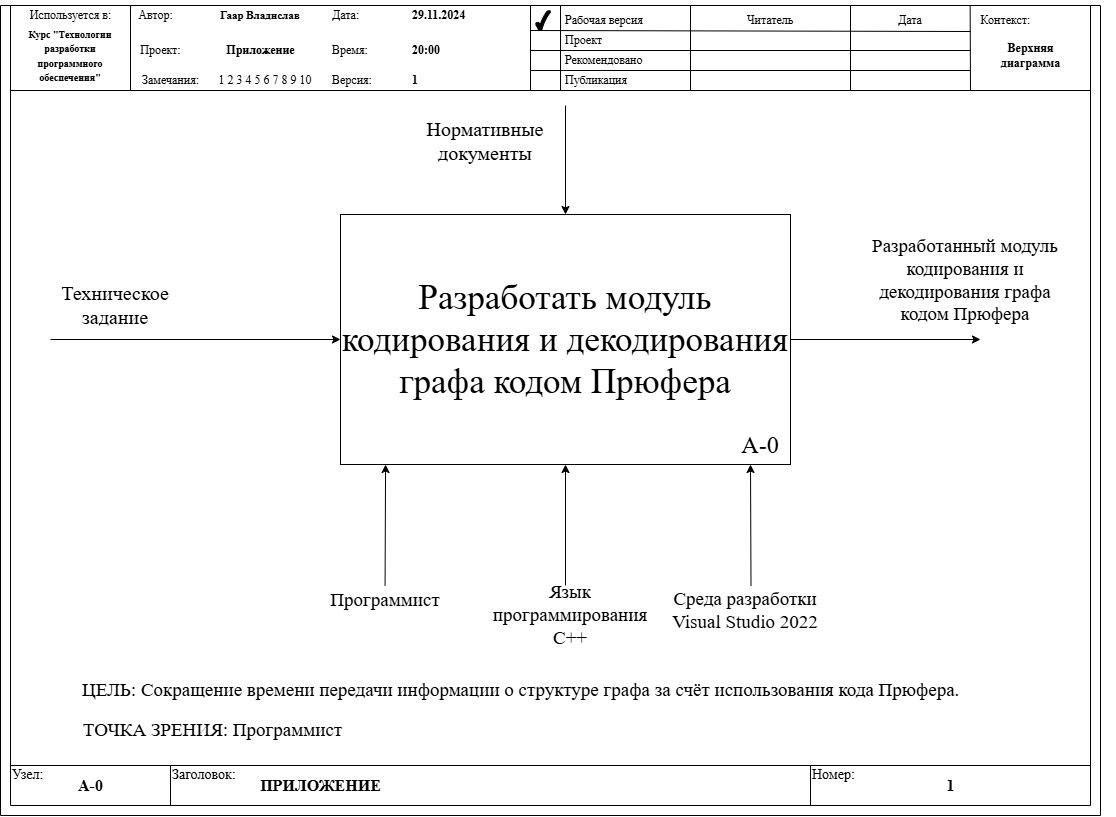 Используется в:
Курс "Технологии
разработки
программного
обеспечения"
Автор: Гаар Владислав Дата: 29.11.2024
Проект: Приложение Время: 20:00
Замечания: 1 2 3 4 5 6 7 8 9 10 Версия: 1
Рабочая версия Читатель Дата
Проект
Рекомендовано
Публикация
Контекст:
Верхняя
диаграмма
Нормативные
документы
Техническое
задание
Разработать модуль
кодирования и декодирования
графа кодом Прюфера
A-0
Разработанный модуль
кодирования и
декодирования графа
кодом Прюфера
Программист
Язык
программирования
C++
Среда разработки
Visual Studio 2022
ЦЕЛЬ: Сокращение времени передачи информации о структуре графа за счёт использования кода Прюфера.
ТОЧКА ЗРЕНИЯ: Программист
Узел:
A-0
Заголовок:
ПРИЛОЖЕНИЕ
Номер:
1